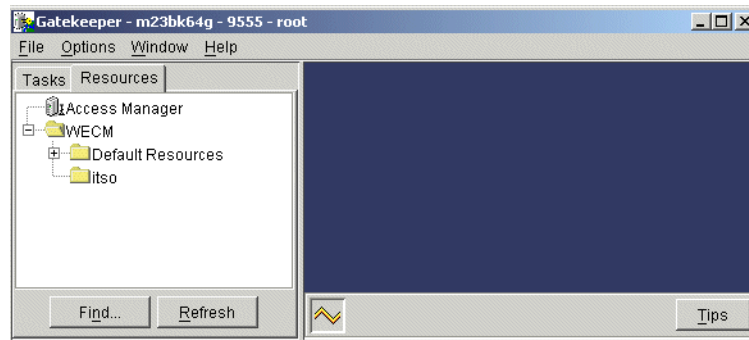 Gatekeeper - m23bk64g - 9555 - root
File Options Window Help
Tasks Resources
Access Manager
WECM
Default Resources
itso
Find... Refresh
Tips